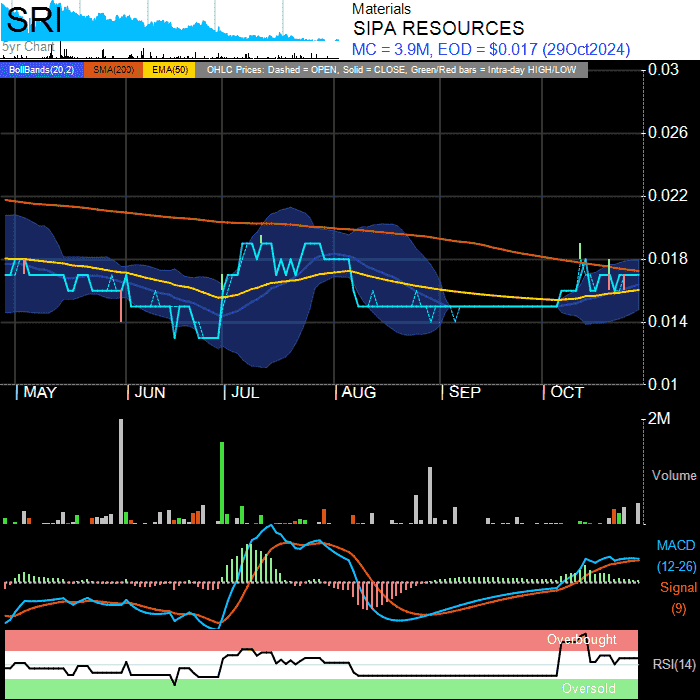 SRI
5yr Chart
Materials
SIPA RESOURCES
MC = 3.9M, EOD = $0.017 (29Oct2024)
BollBands(20,2) SMA(200) EMA(50) OHLC Prices: Dashed = OPEN, Solid = CLOSE, Green/Red bars = Intra-day HIGH/LOW
0.03
0.026
0.022
0.018
0.014
0.01
MAY JUN JUL AUG SEP OCT
2M
Volume
MACD
(12-26)
Signal
(9)
Overbought
RSI(14)
Oversold